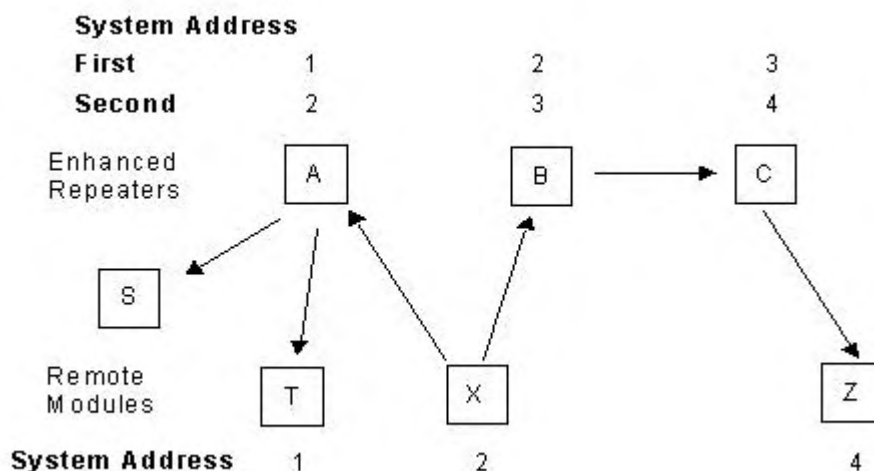 System Address
First 1 2 3
Second 2 3 4
Enhanced
Repeaters
A B C
S
Remote
Modules
T X Z
System Address 1 2 4